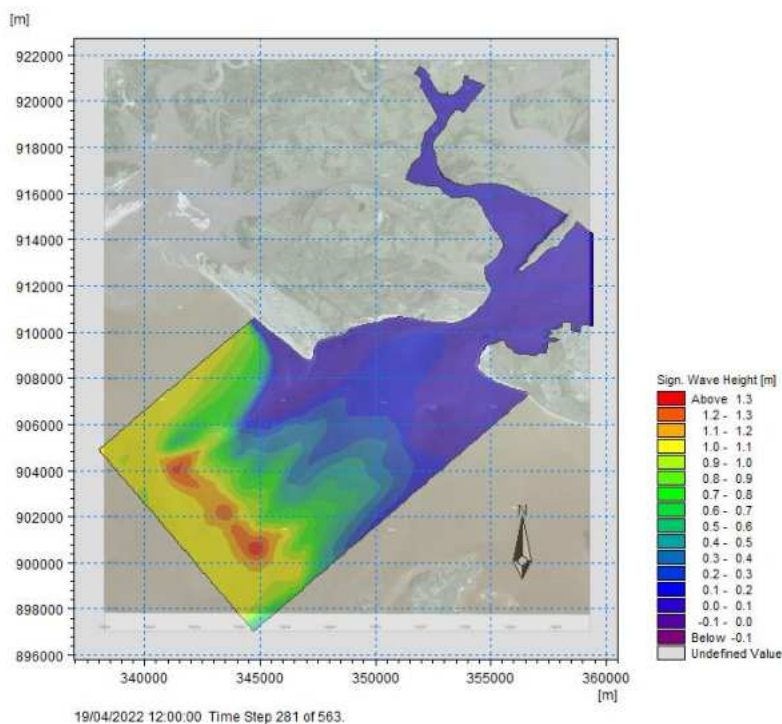 [m]
922000
920000
918000
916000
914000
912000
910000
908000
906000
904000
902000
900000
898000
896000
340000 345000 350000 355000 360000
[m]
N
Sign. Wave Height [m]
Above 1.3
1.2 - 1.3
1.1 - 1.2
1.0 - 1.1
0.9 - 1.0
0.8 - 0.9
0.7 - 0.8
0.6 - 0.7
0.5 - 0.6
0.4 - 0.5
0.3 - 0.4
0.2 - 0.3
0.1 - 0.2
0.0 - 0.1
-0.1 - 0.0
Below -0.1
Undefined Value
19/04/2022 12:00:00 Time Step 281 of 563.